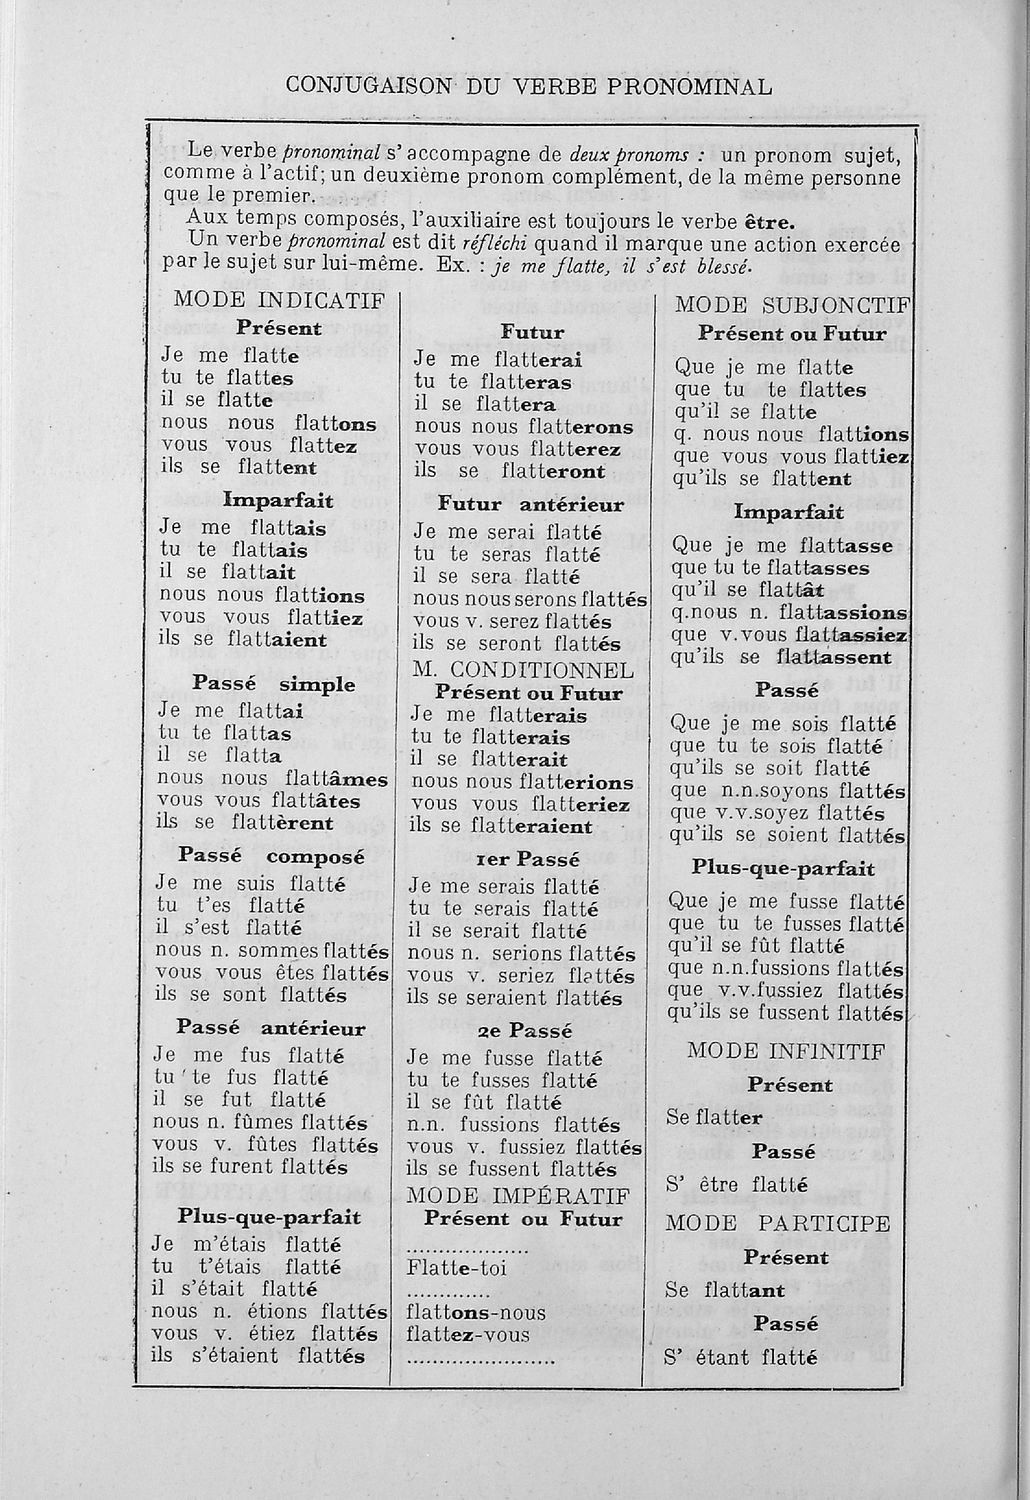 CONJUGAISON DU VERBE PRONOMINAL
Le verbe pronominal s'accompagne de deux pronoms : un pronom sujet,
comme à l'actif; un deuxième pronom complément, de la même personne
que le premier.
Aux temps composés, l'auxiliaire est toujours le verbe être.
Un verbe pronominal est dit réfléchi quand il marque une action exercée
par le sujet sur lui-même. Ex. : je me flatte, il s'est blessé.
MODE INDICATIF
Présent
Je me flatte
tu te flattes
il se flatte
nous nous flattons
vous vous flattez
ils se flattent
Imparfait
Je me flattais
tu te flattais
il se flattait
nous nous flattions
vous vous flattiez
ils se flattaient
Passé simple
Je me flattai
tu te flattas
il se flatta
nous nous flattâmes
vous vous flattâtes
ils se flattèrent
Passé composé
Je me suis flatté
tu t'es flatté
il s'est flatté
nous n. sommes flattés
vous vous êtes flattés
ils se sont flattés
Passé antérieur
Je me fus flatté
tu te fus flatté
il se fut flatté
nous n. fûmes flattés
vous v. fûtes flattés
ils se furent flattés
Plus-que-parfait
Je m'étais flatté
tu t'étais flatté
il s'était flatté
nous n. étions flattés
vous v. étiez flattés
ils s'étaient flattés
Futur
Je me flatterai
tu te flatteras
il se flattera
nous nous flatterons
vous vous flatterez
ils se flatteront
Futur antérieur
Je me serai flatté
tu te seras flatté
il se sera flatté
nous nous serons flattés
vous v. serez flattés
ils se seront flattés
M. CONDITIONNEL
Présent ou Futur
Je me flatterais
tu te flatterais
il se flatterait
nous nous flatterions
vous vous flatteriez
ils se flatteraient
1er Passé
Je me serais flatté
tu te serais flatté
il se serait flatté
nous n. serions flattés
vous v. seriez flattés
ils se seraient flattés
2e Passé
Je me fusse flatté
tu te fusses flatté
il se fût flatté
n.n. fussions flattés
vous v. fussiez flattés
ils se fussent flattés
MODE IMPÉRATIF
Présent ou Futur
...................
Flatte-toi
.............
flattons-nous
flattez-vous
.......................
MODE SUBJONCTIF
Présent ou Futur
Que je me flatte
que tu te flattes
qu'il se flatte
q. nous nous flattions
que vous vous flattiez
qu'ils se flattent
Imparfait
Que je me flattasse
que tu te flattasses
qu'il se flattât
q.nous n. flattassions
que v.vous flattassiez
qu'ils se flattassent
Passé
Que je me sois flatté
que tu te sois flatté
qu'ils se soit flatté
que n.n.soyons flattés
que v.v.soyez flattés
qu'ils se soient flattés
Plus-que-parfait
Que je me fusse flatté
que tu te fusses flatté
qu'il se fût flatté
que n.n.fussions flattés
que v.v.fussiez flattés
qu'ils se fussent flattés
MODE INFINITIF
Présent
Se flatter
Passé
S' être flatté
MODE PARTICIPE
Présent
Se flattant
Passé
S' étant flatté